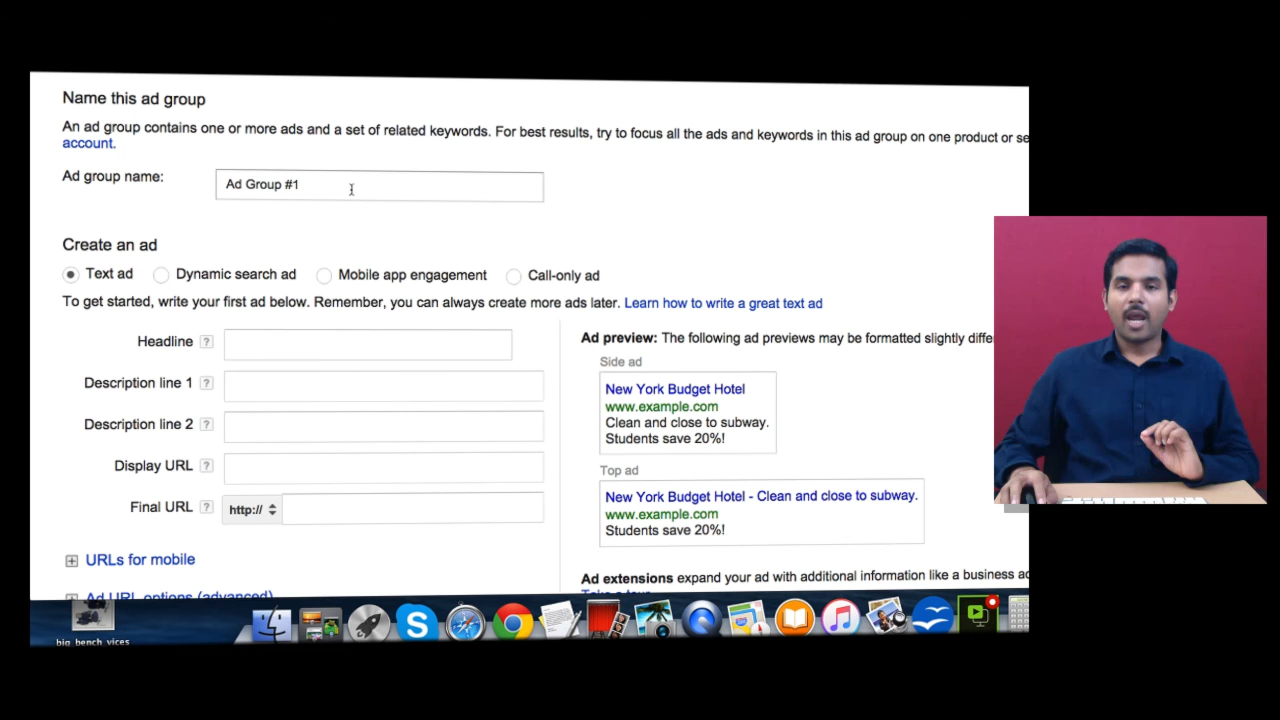 Name this ad group
An ad group contains one or more ads and a set of related keywords. For best results, try to focus all the ads and keywords in this ad group on one product or se
account.
Ad group name:
Ad Group #1
Create an ad
Text ad
Dynamic search ad
Mobile app engagement
Call-only ad
To get started, write your first ad below. Remember, you can always create more ads later. Learn how to write a great text ad
Headline ?
Description line 1 ?
Description line 2 ?
Display URL ?
Final URL ? http://
URLs for mobile
Ad URL options (advanced)
Ad preview: The following ad previews may be formatted slightly diffe
Side ad
New York Budget Hotel
www.example.com
Clean and close to subway.
Students save 20%!
Top ad
New York Budget Hotel - Clean and close to subway.
www.example.com
Students save 20%!
Ad extensions expand your ad with additional information like a business ad
big_bench_vices